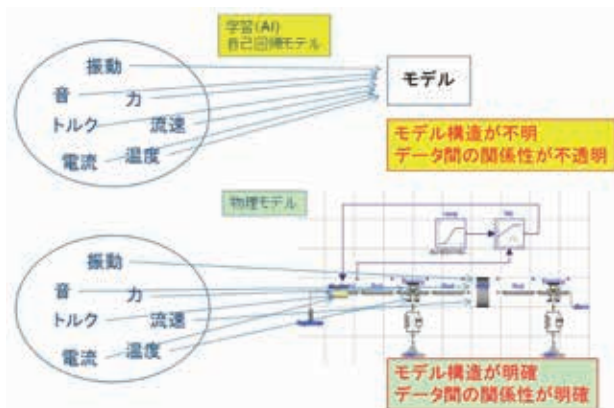 学習(AI)
自己回帰モデル
振動
音
力
トルク
流速
電流
温度
モデル
モデル構造が不明
データ間の関係性が不透明
物理モデル
振動
音
力
トルク
流速
電流
温度
モデル構造が明確
データ間の関係性が明確